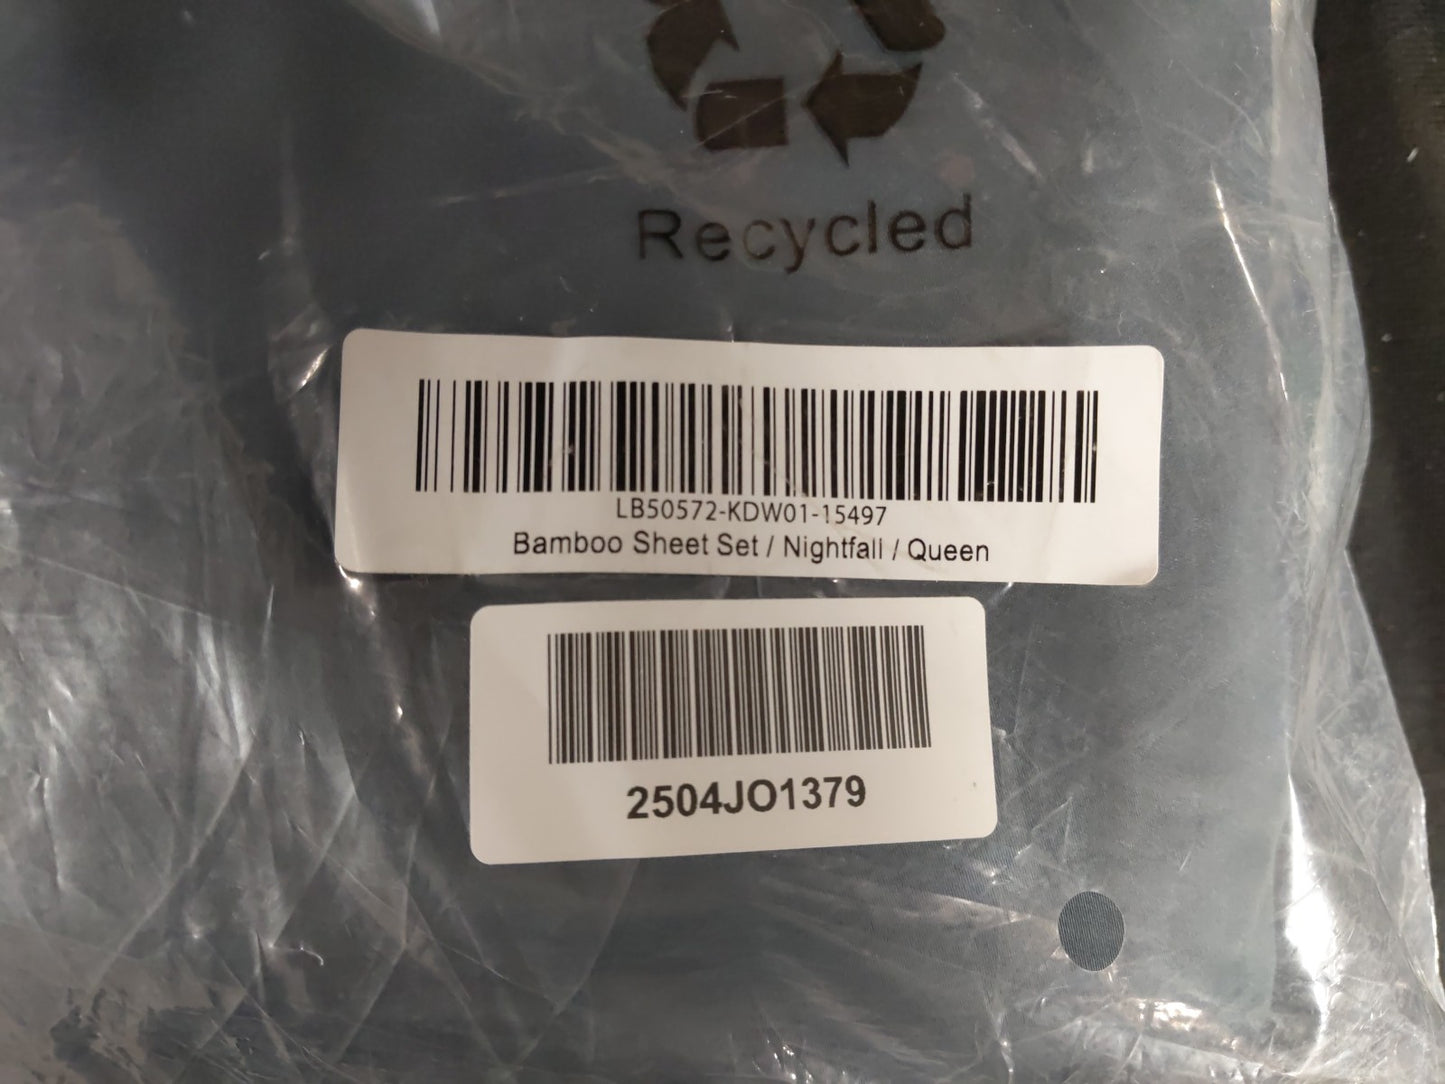 Recycled
LB50572-KDW01-15497
Bamboo Sheet Set / Nightfall / Queen
2504JO1379